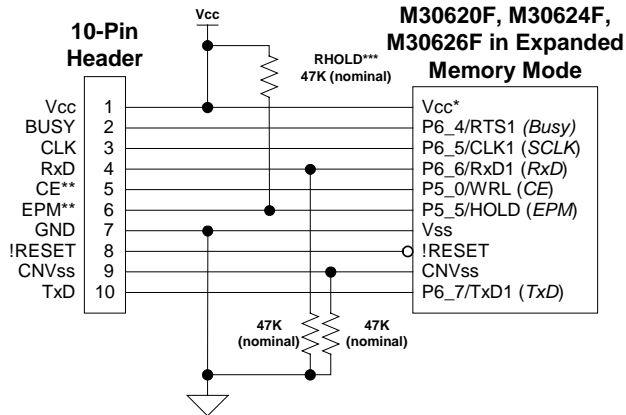 Vcc
10-Pin
Header
RHOLD***
47K (nominal)
M30620F, M30624F,
M30626F in Expanded
Memory Mode
Vcc 1 Vcc*
BUSY 2 P6_4/RTS1 (Busy)
CLK 3 P6_5/CLK1 (SCLK)
RxD 4 P6_6/RxD1 (RxD)
CE** 5 P5_0/WRL (CE)
EPM** 6 P5_5/HOLD (EPM)
GND 7 Vss
!RESET 8 !RESET
CNVss 9 CNVss
TxD 10 P6_7/TxD1 (TxD)
47K
(nominal)
47K
(nominal)